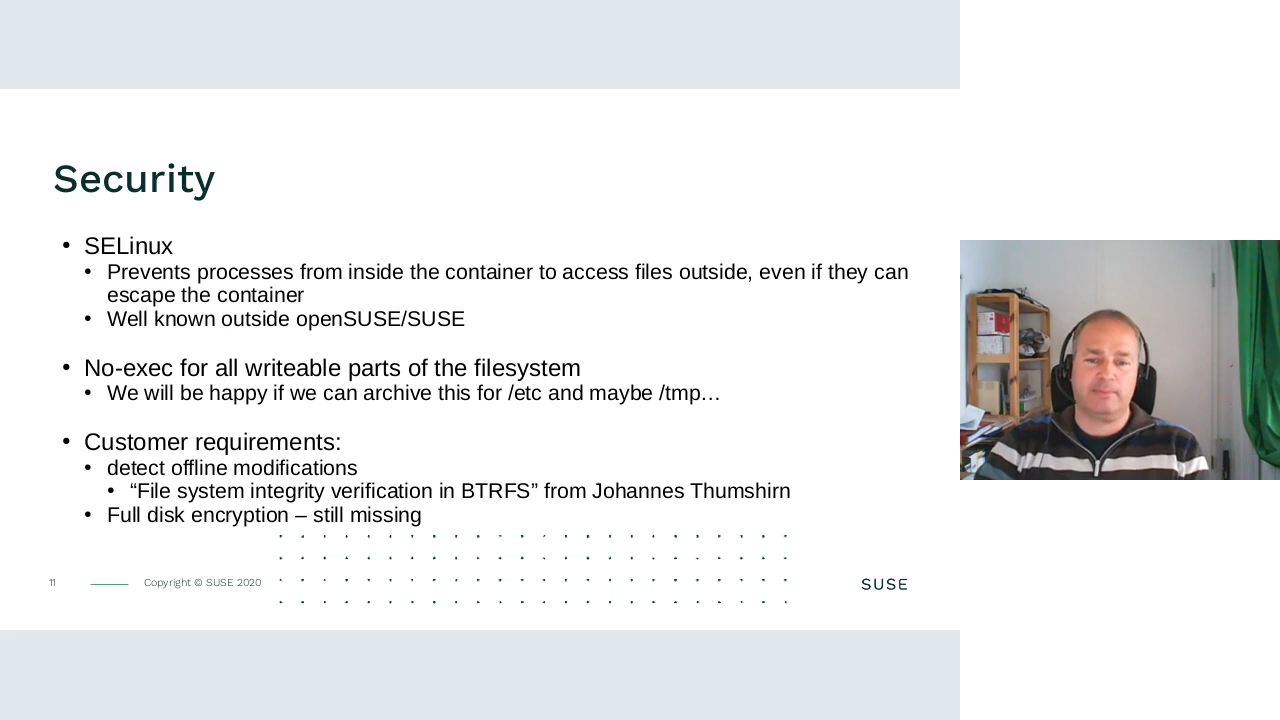 Security
• SELinux
• Prevents processes from inside the container to access files outside, even if they can
escape the container
• Well known outside openSUSE/SUSE
• No-exec for all writeable parts of the filesystem
• We will be happy if we can archive this for /etc and maybe /tmp…
• Customer requirements:
• detect offline modifications
• “File system integrity verification in BTRFS” from Johannes Thumshirn
• Full disk encryption – still missing
11 Copyright © SUSE 2020 SUSE